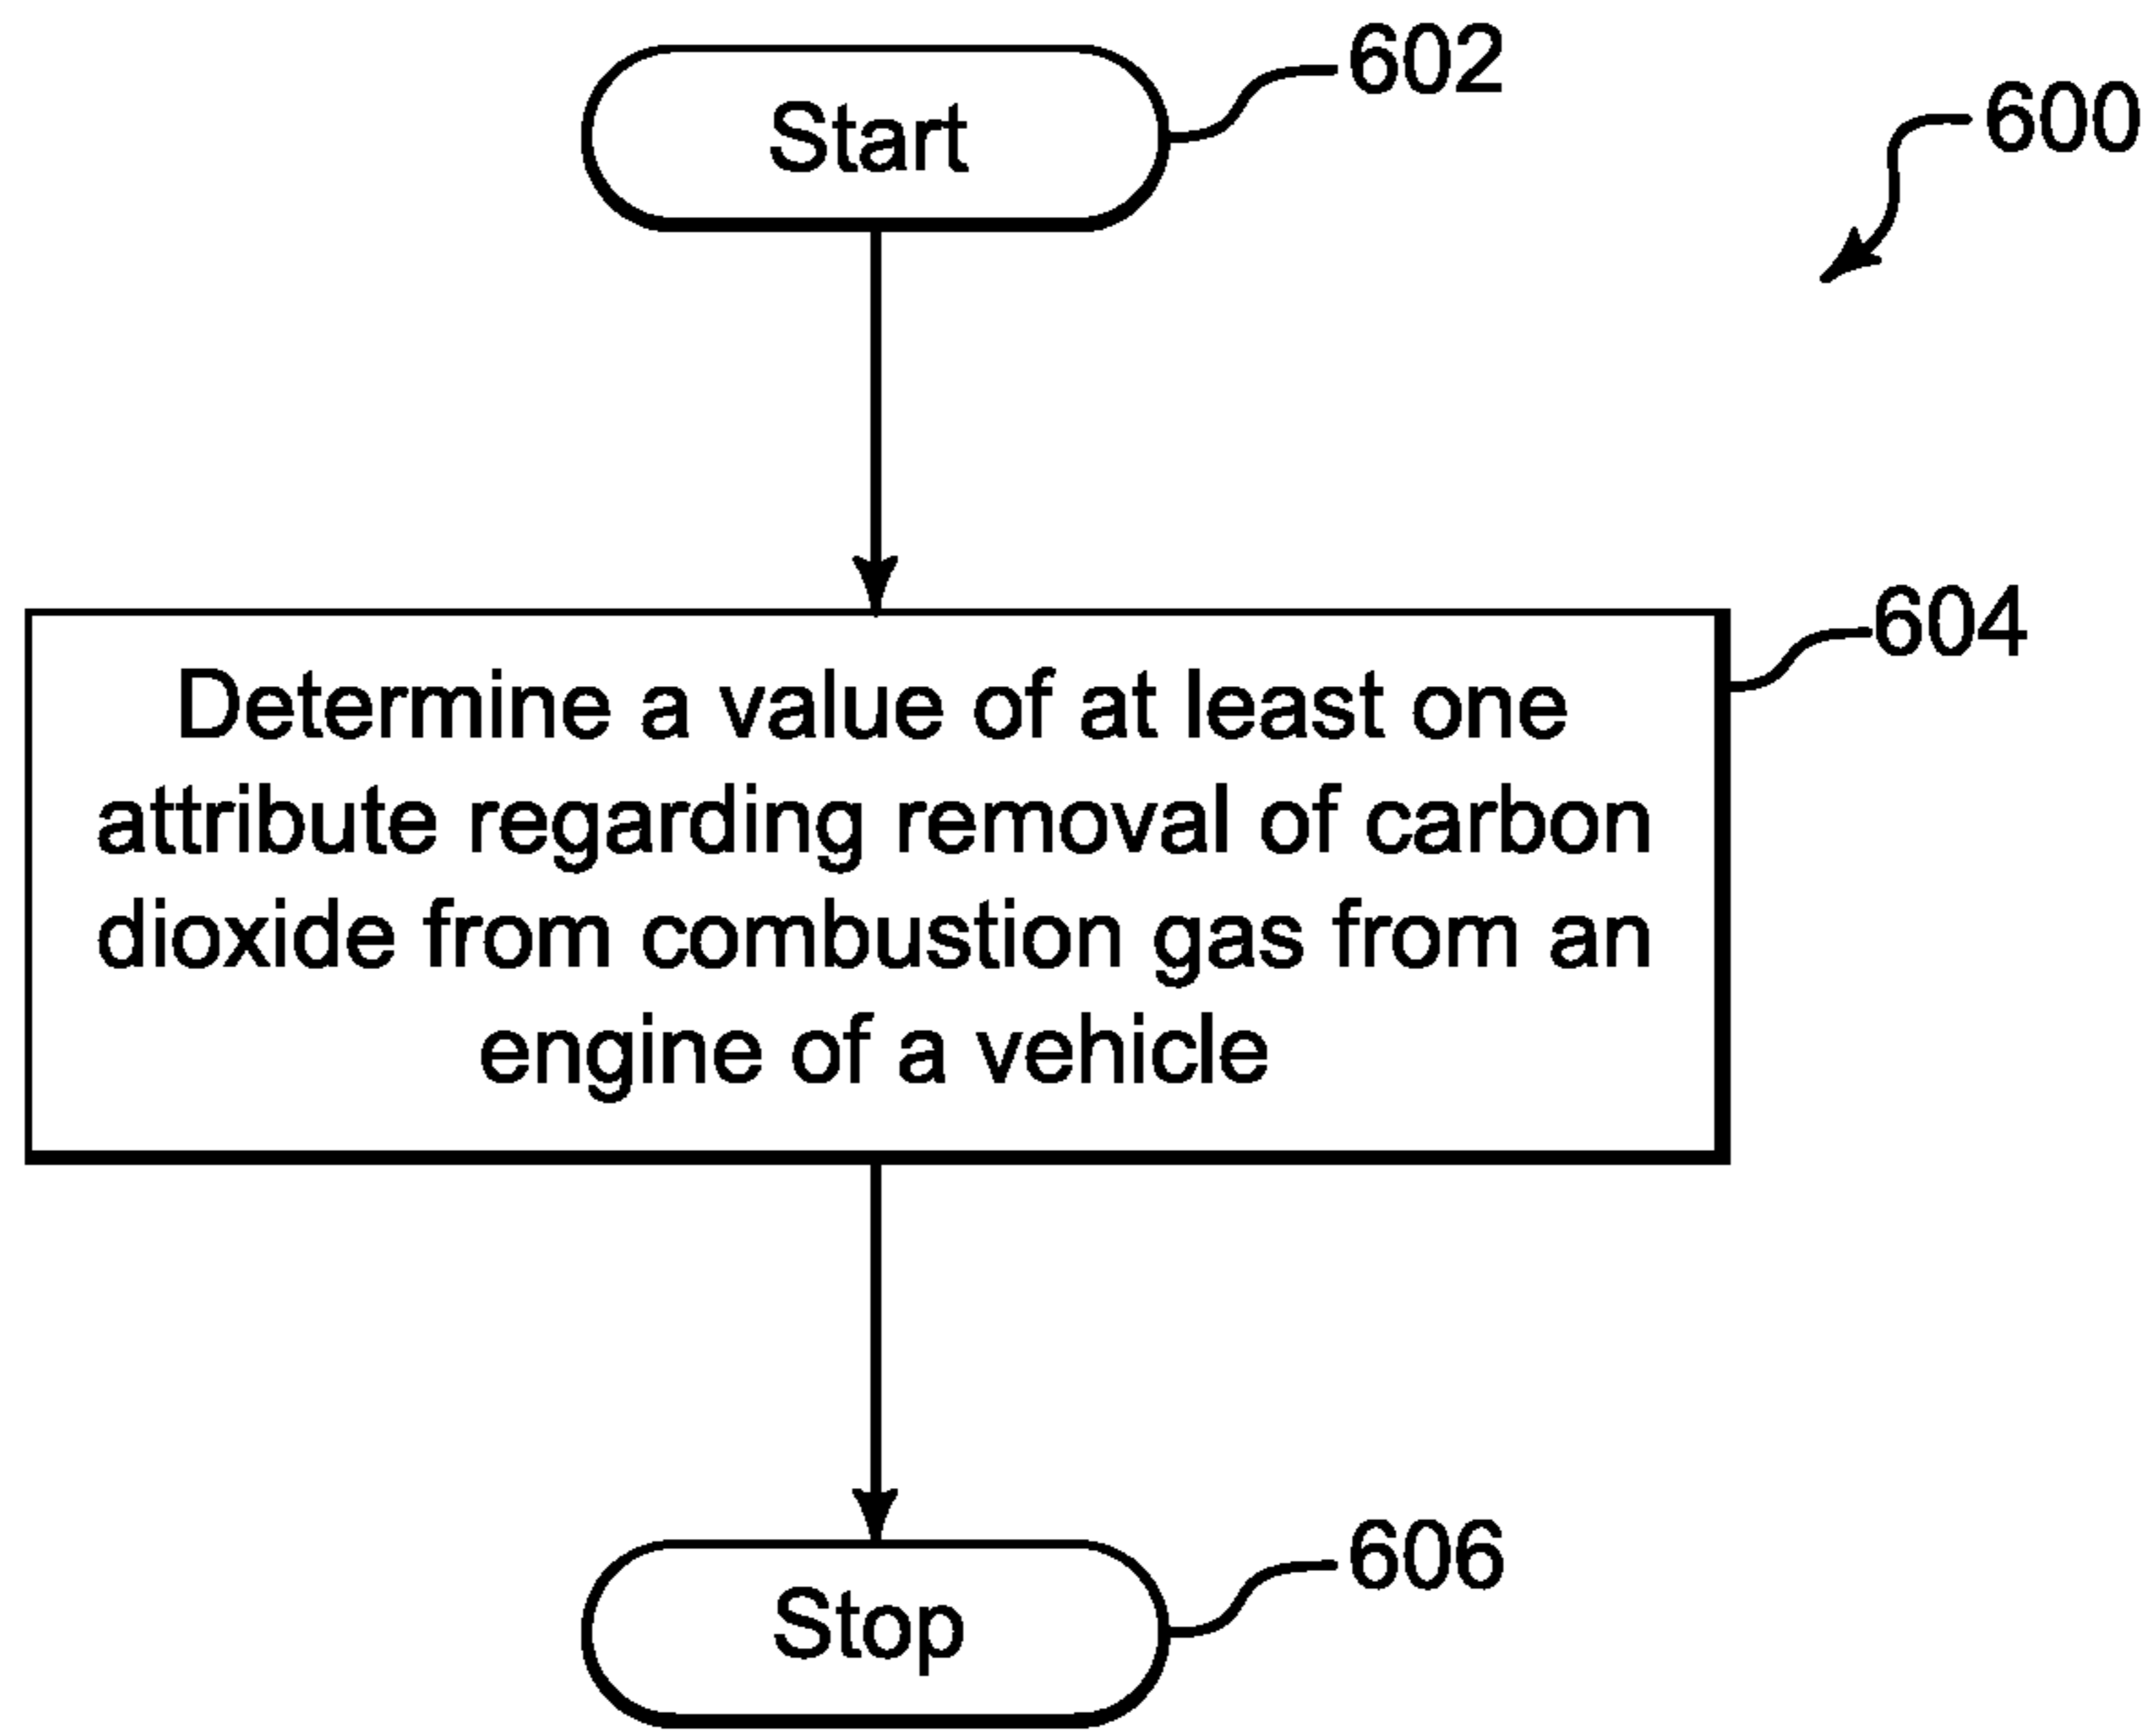 602
Start
600
604
Determine a value of at least one
attribute regarding removal of carbon
dioxide from combustion gas from an
engine of a vehicle
606
Stop